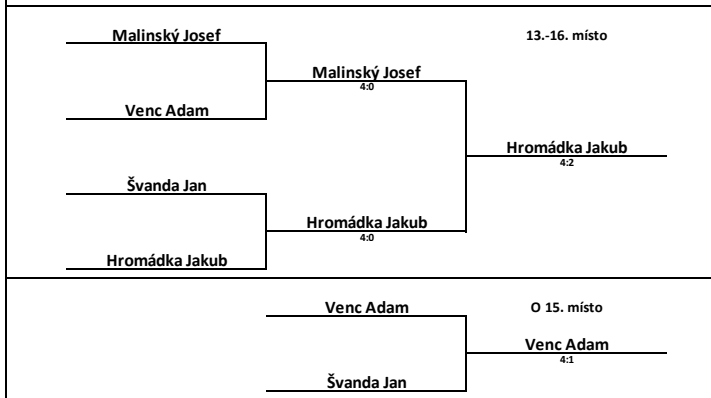 Malinský Josef
13.-16. místo
Malinský Josef
4:0
Venc Adam
Hromádka Jakub
4:2
Švanda Jan
Hromádka Jakub
4:0
Hromádka Jakub
Venc Adam
O 15. místo
Venc Adam
4:1
Švanda Jan